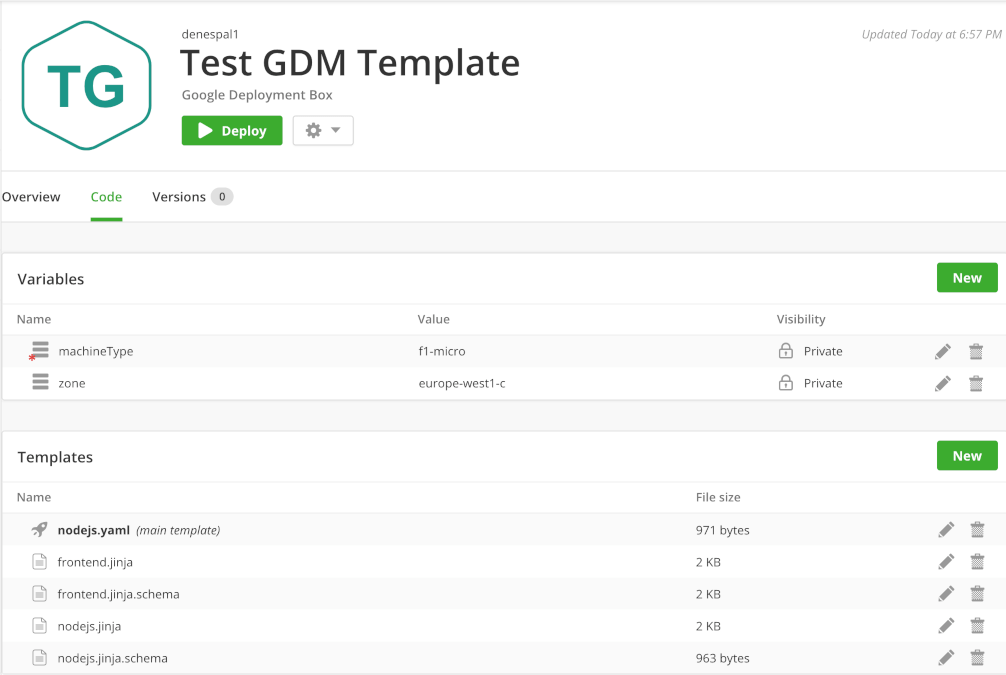 TG
denespal1
Updated Today at 6:57 PM
Test GDM Template
Google Deployment Box
Deploy
Overview Code Versions 0
Variables New
Name Value Visibility
* machineType f1-micro Private
zone europe-west1-c Private
Templates New
Name File size
nodejs.yaml (main template) 971 bytes
frontend.jinja 2 KB
frontend.jinja.schema 2 KB
nodejs.jinja 2 KB
nodejs.jinja.schema 963 bytes